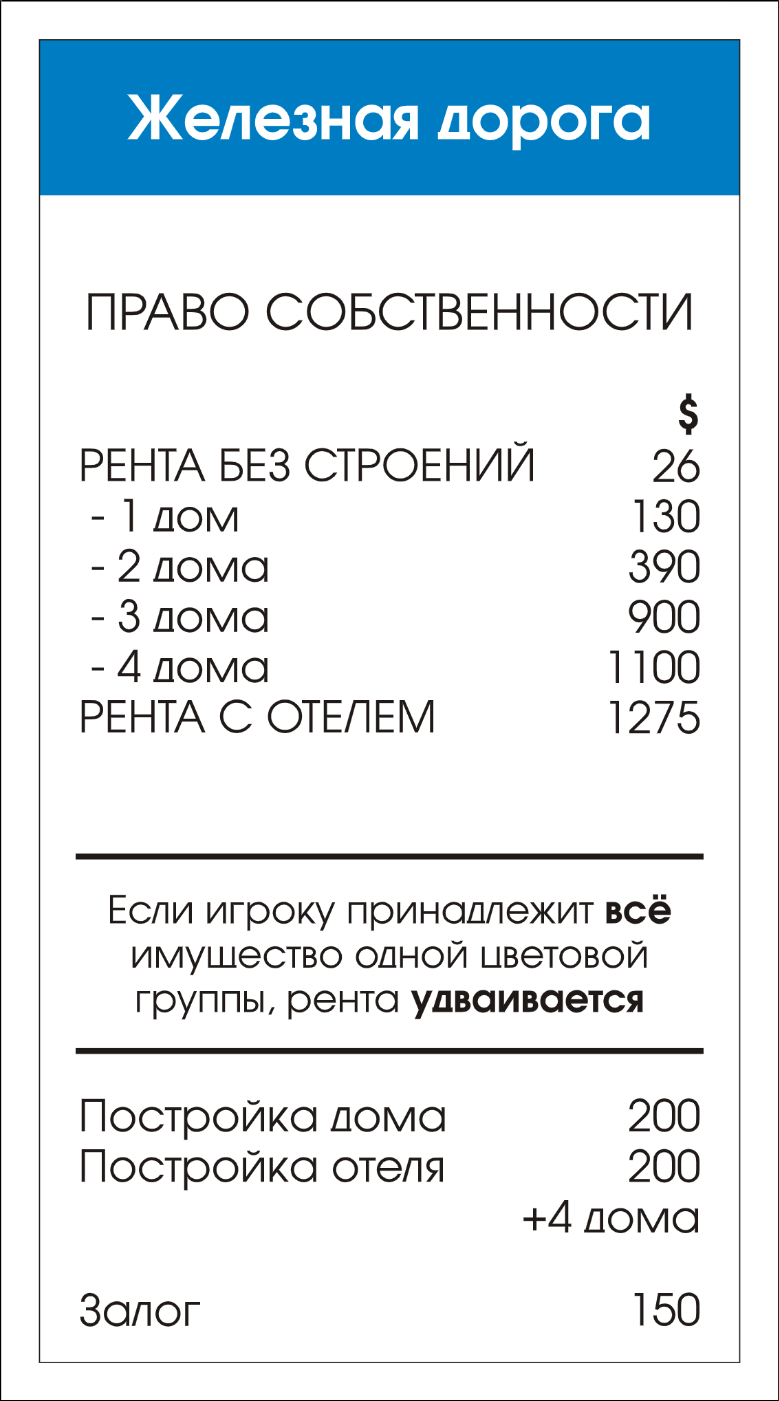 Железная дорога
ПРАВО СОБСТВЕННОСТИ
$
РЕНТА БЕЗ СТРОЕНИЙ 26
- 1 дом 130
- 2 дома 390
- 3 дома 900
- 4 дома 1100
РЕНТА С ОТЕЛЕМ 1275
Если игроку принадлежит всё
имущество одной цветовой
группы, рента удваивается
Постройка дома 200
Постройка отеля 200
+4 дома
Залог 150